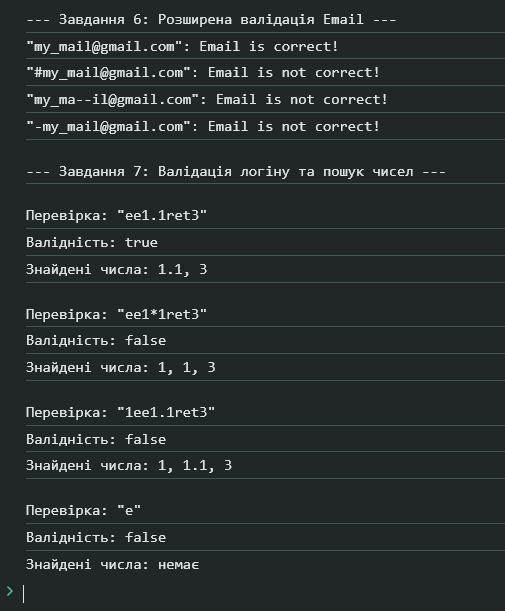 --- Завдання 6: Розширена валідація Email ---
"my_mail@gmail.com": Email is correct!
"#my_mail@gmail.com": Email is not correct!
"my_ma--il@gmail.com": Email is not correct!
"-my_mail@gmail.com": Email is not correct!
--- Завдання 7: Валідація логіну та пошук чисел ---
Перевірка: "ee1.1ret3"
Валідність: true
Знайдені числа: 1.1, 3
Перевірка: "ee1*1ret3"
Валідність: false
Знайдені числа: 1, 1, 3
Перевірка: "1ee1.1ret3"
Валідність: false
Знайдені числа: 1, 1.1, 3
Перевірка: "e"
Валідність: false
Знайдені числа: немає
>